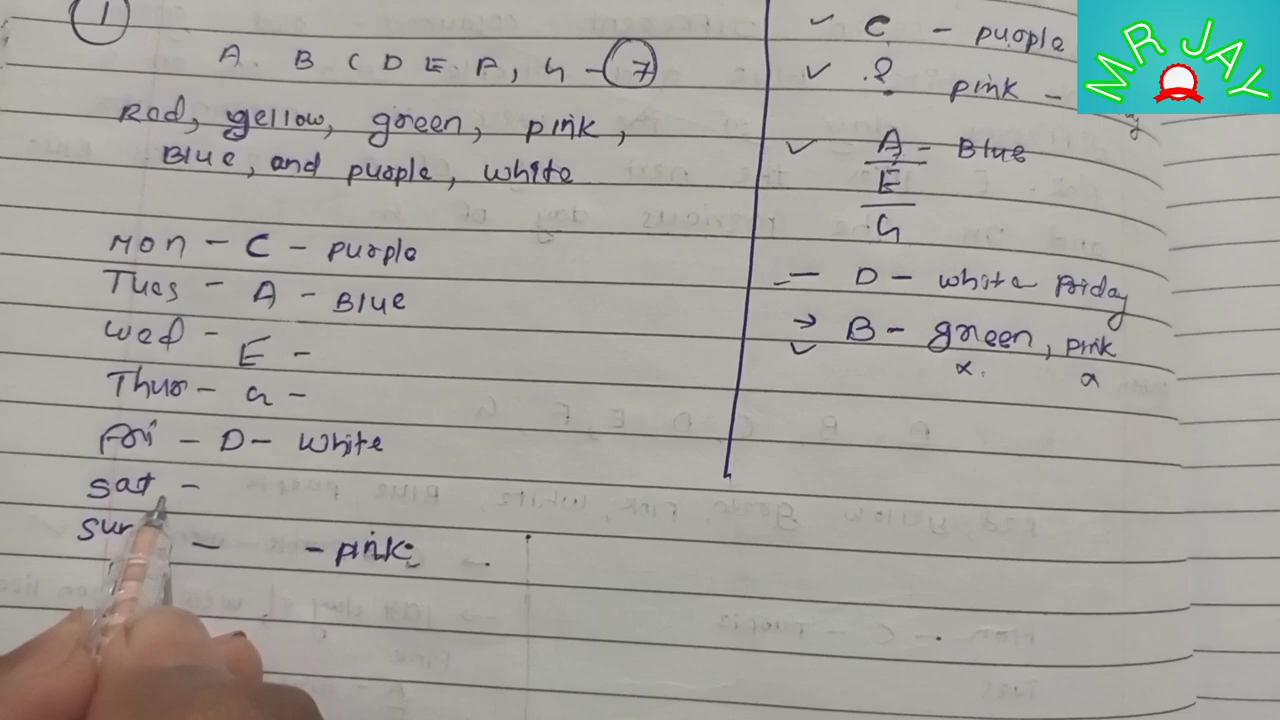 1
A B C D E F, G - 7
Red, yellow, green, pink,
Blue, and purple, white
Mon - C - purple
Tues - A - Blue
Wed - E -
Thur - G -
Fri - D - white
Sat -
Sun - - pink
✓ C - purple
✓ ? pink -
✓ A - Blue
E
G
- D - white Friday
→ B - green, pink
✓ x x
MR JAY